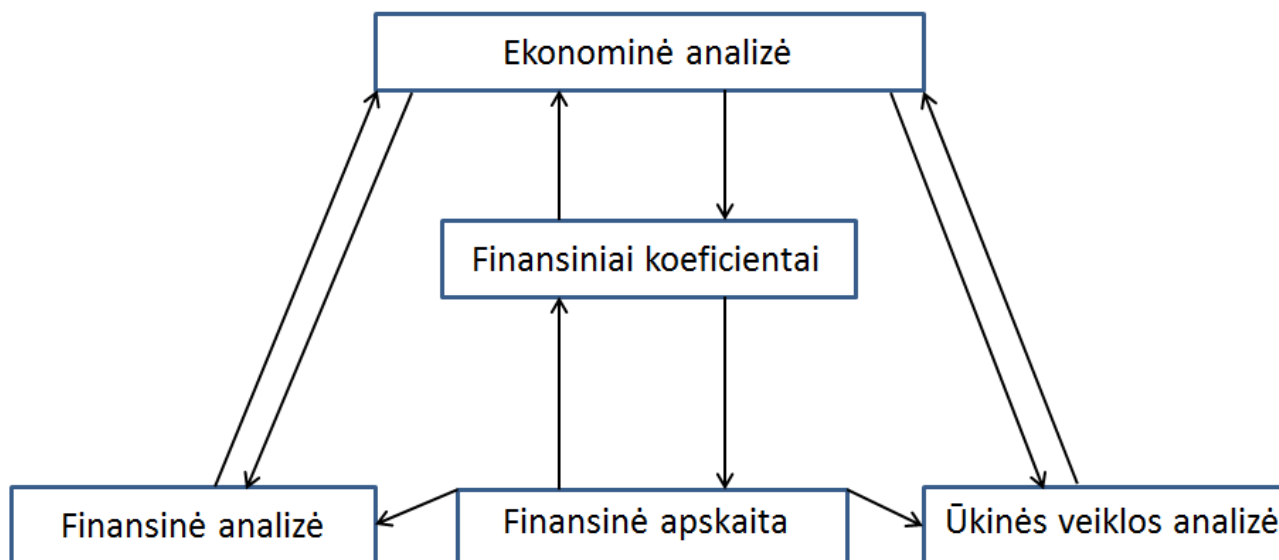 Ekonominė analizė
Finansiniai koeficientai
Finansinė analizė
Finansinė apskaita
Ūkinės veiklos analizė